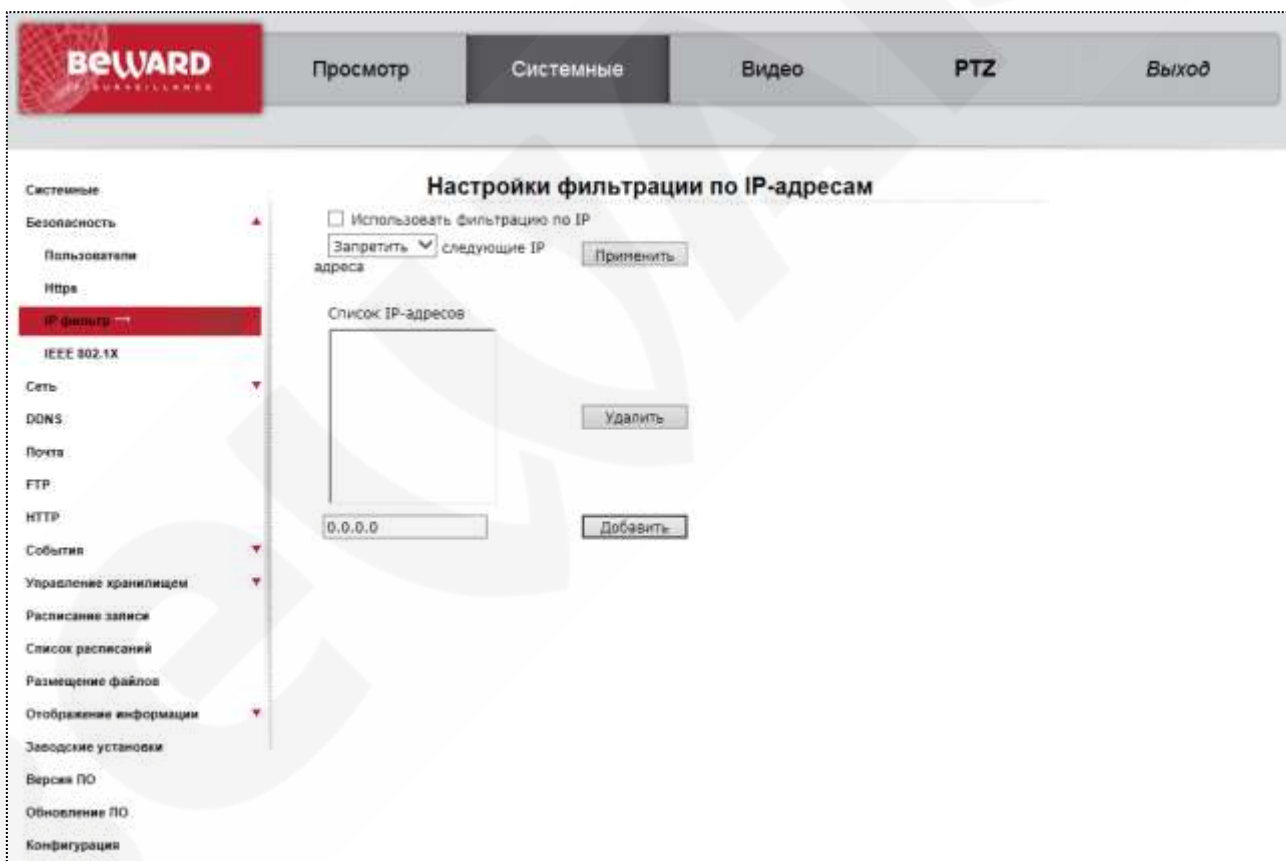 BEWARD
IP SURVEILLANCE
Просмотр
Системные
Видео
PTZ
Выход
Системные
Безопасность
Пользователи
Https
IP фильтр
IEEE 802.1X
Сеть
DDNS
Почта
FTP
HTTP
События
Управление хранилищем
Расписание записи
Список расписаний
Размещение файлов
Отображение информации
Заводские установки
Версия ПО
Обновление ПО
Конфигурация
Настройки фильтрации по IP-адресам
Использовать фильтрацию по IP
Запретить следующие IP
адреса
Применить
Список IP-адресов
Удалить
0.0.0.0
Добавить